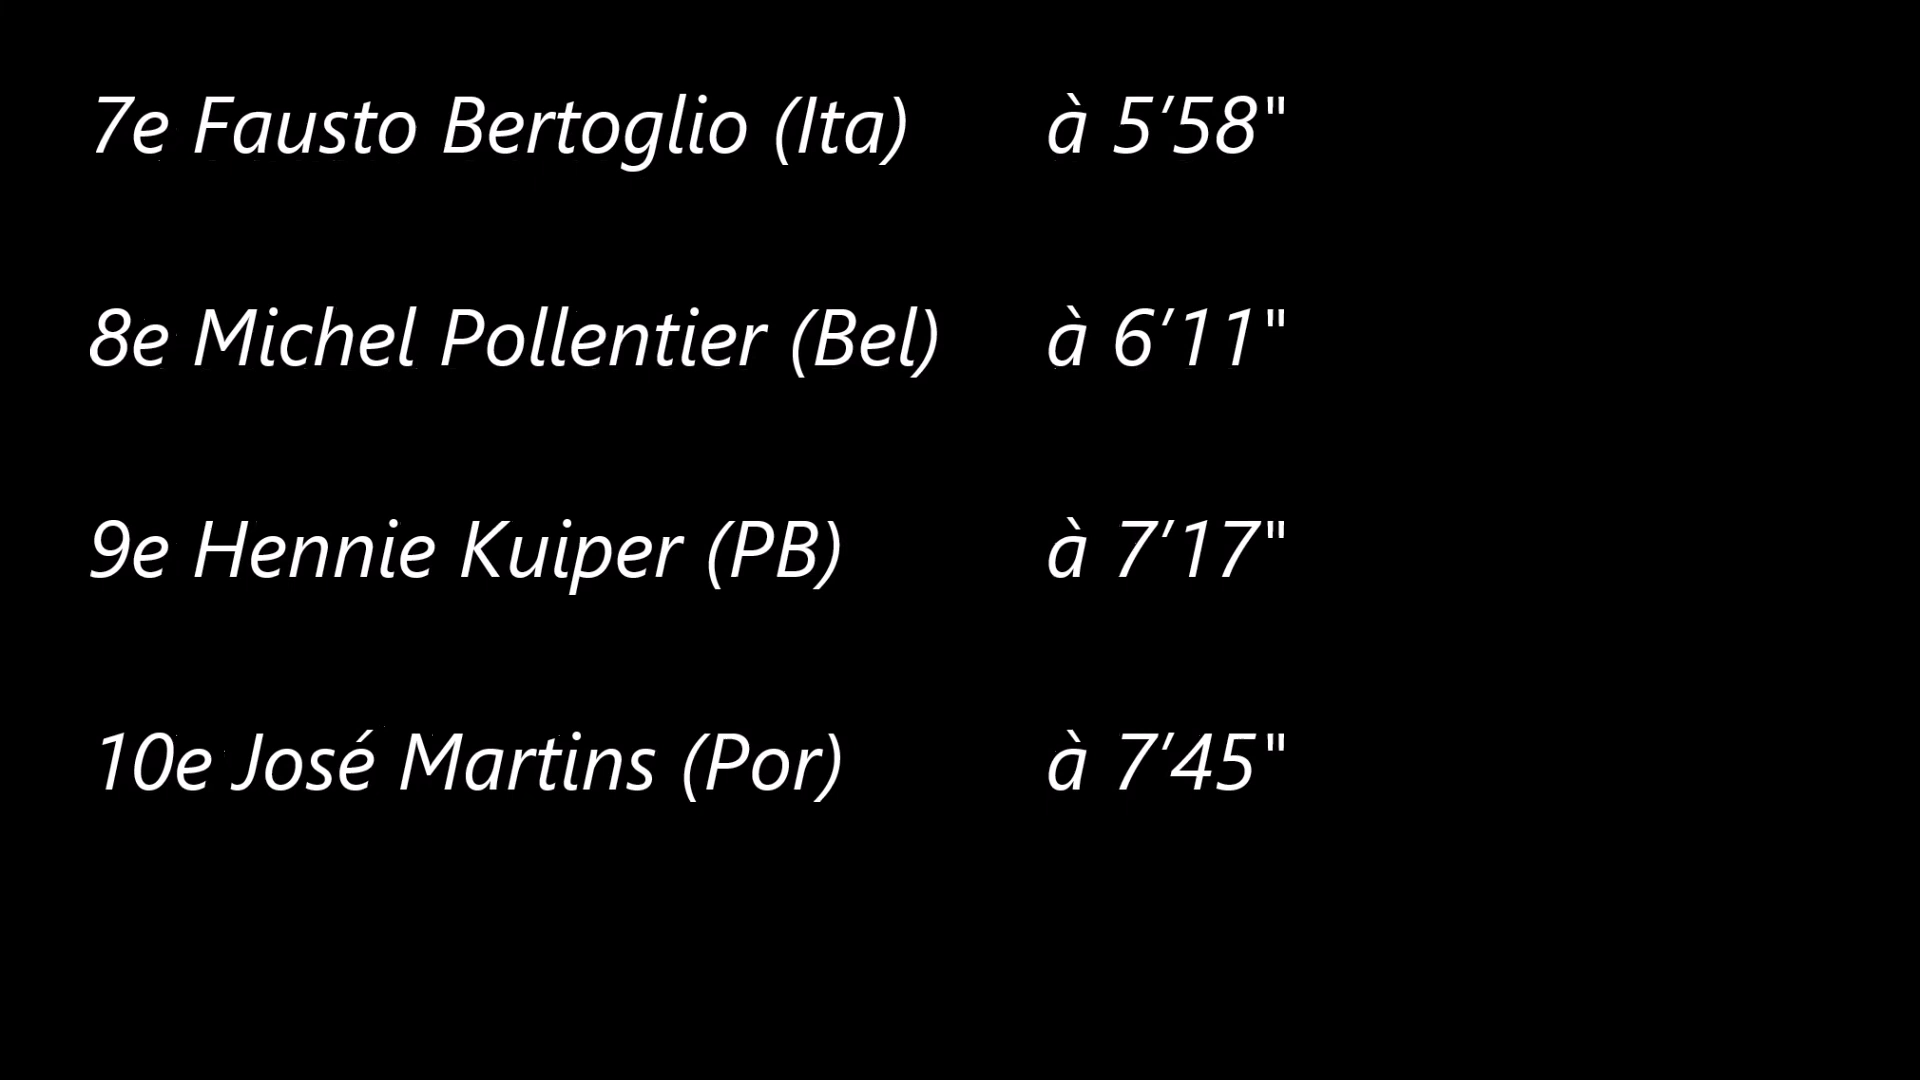 7e Fausto Bertoglio (Ita) à 5’58"
8e Michel Pollentier (Bel) à 6’11"
9e Hennie Kuiper (PB) à 7’17"
10e José Martins (Por) à 7’45"